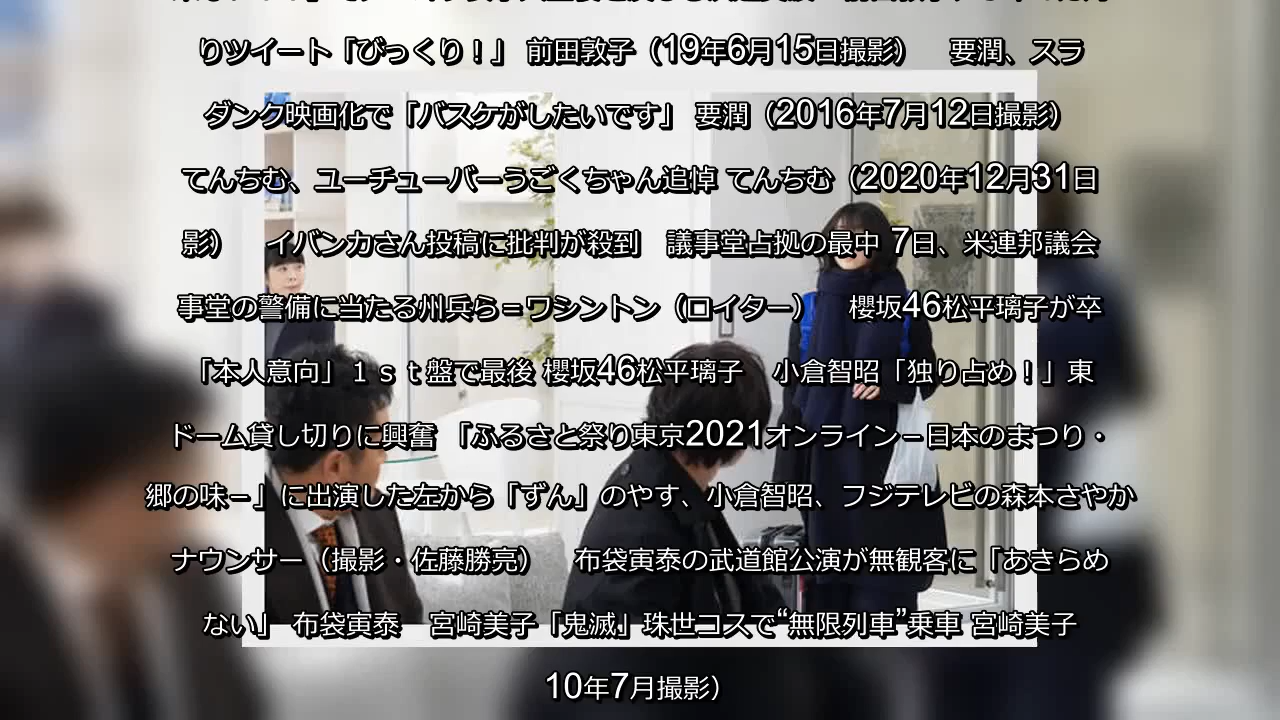 りツイート「びっくり！」 前田敦子（19年6月15日撮影）　要潤、スラ
ダンク映画化で「バスケがしたいです」 要潤（2016年7月12日撮影）
てんちむ、ユーチューバーうごくちゃん追悼 てんちむ（2020年12月31日
影）　イバンカさん投稿に批判が殺到　議事堂占拠の最中 7日、米連邦議会
事堂の警備に当たる州兵ら＝ワシントン（ロイター）　櫻坂46松平璃子が卒
「本人意向」１ｓｔ盤で最後 櫻坂46松平璃子　小倉智昭「独り占め！」東
ドーム貸し切りに興奮 「ふるさと祭り東京2021オンライン－日本のまつり・
郷の味－」に出演した左から「ずん」のやす、小倉智昭、フジテレビの森本さやか
ナウンサー（撮影・佐藤勝亮）　布袋寅泰の武道館公演が無観客に「あきらめ
ない」 布袋寅泰　宮崎美子「鬼滅」珠世コスで“無限列車”乗車 宮崎美子
10年7月撮影）